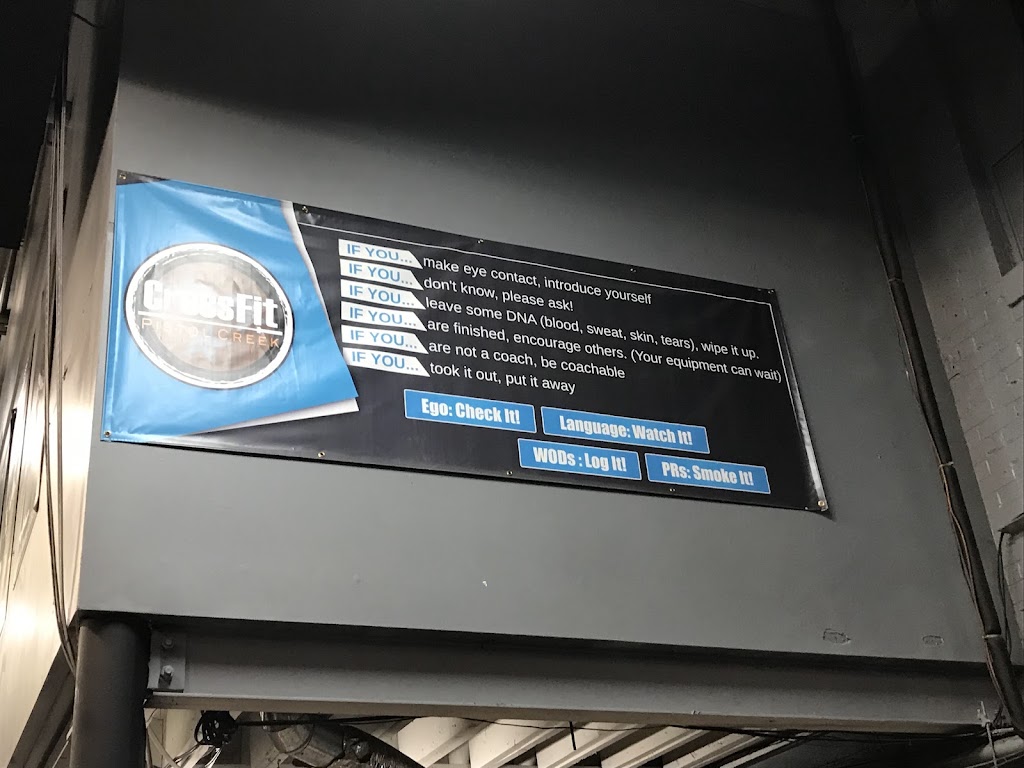 CrossFit
Pistol Creek
IF YOU... make eye contact, introduce yourself
IF YOU... don't know, please ask!
IF YOU... leave some DNA (blood, sweat, skin, tears), wipe it up.
IF YOU... are finished, encourage others. (Your equipment can wait)
IF YOU... are not a coach, be coachable
IF YOU... took it out, put it away
Ego: Check It!
Language: Watch It!
WODs : Log It!
PRs: Smoke It!